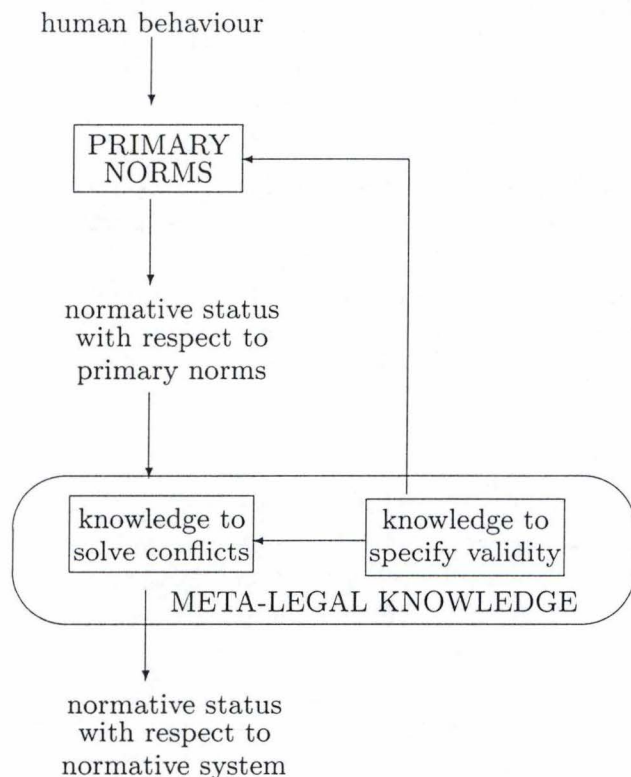 human behaviour
PRIMARY
NORMS
normative status
with respect to
primary norms
knowledge to
solve conflicts
knowledge to
specify validity
META-LEGAL KNOWLEDGE
normative status
with respect to
normative system